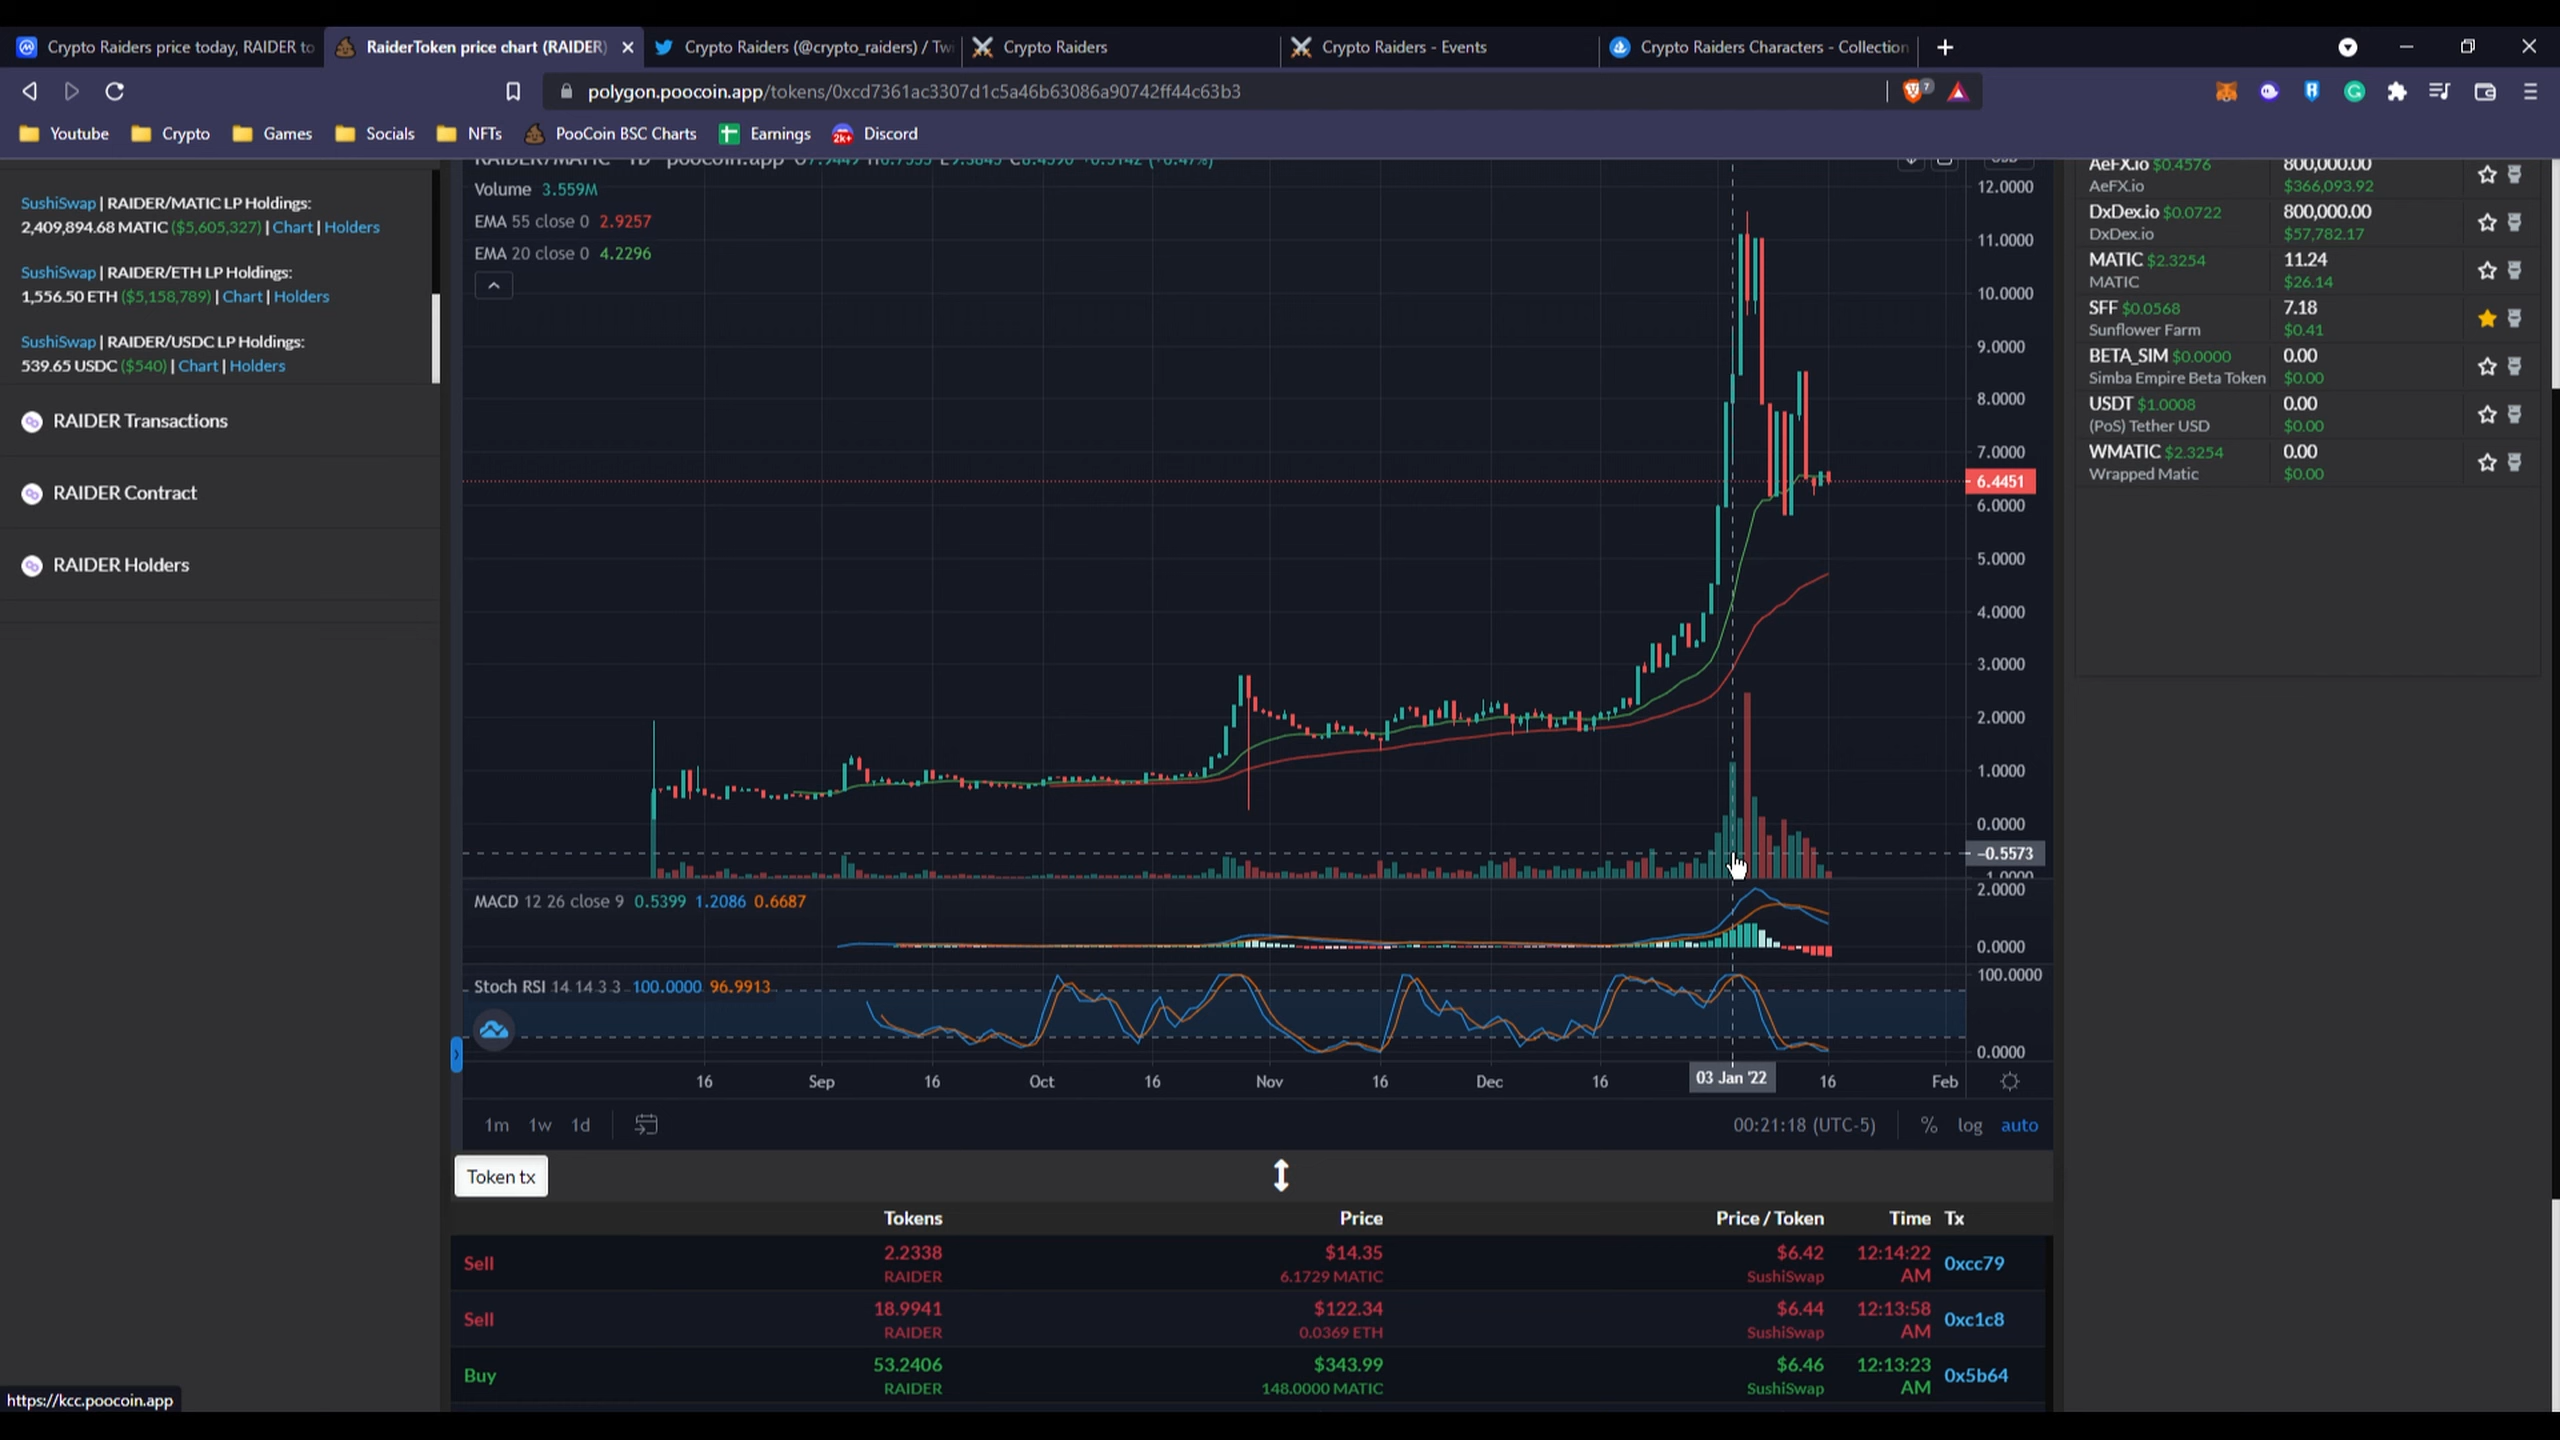 Crypto Raiders price today, RAIDER to
RaiderToken price chart (RAIDER)
Crypto Raiders (@crypto_raiders) / Twi
Crypto Raiders
Crypto Raiders - Events
Crypto Raiders Characters - Collection
polygon.poocoin.app/tokens/0xcd7361ac3307d1c5a46b63086a90742ff44c63b3
7
Youtube
Crypto
Games
Socials
NFTs
PooCoin BSC Charts
Earnings
2k+
Discord
SushiSwap | RAIDER/MATIC LP Holdings:
2,409,894.68 MATIC ($5,605,327) | Chart | Holders
SushiSwap | RAIDER/ETH LP Holdings:
1,556.50 ETH ($5,158,789) | Chart | Holders
SushiSwap | RAIDER/USDC LP Holdings:
539.65 USDC ($540) | Chart | Holders
RAIDER Transactions
RAIDER Contract
RAIDER Holders
Volume 3.559M
EMA 55 close 0 2.9257
EMA 20 close 0 4.2296
12.0000
11.0000
10.0000
9.0000
8.0000
7.0000
6.4451
6.0000
5.0000
4.0000
3.0000
2.0000
1.0000
0.0000
-0.5573
MACD 12 26 close 9 0.5399 1.2086 0.6687
2.0000
0.0000
Stoch RSI 14 14 3 3 100.0000 96.9913
100.0000
0.0000
16 Sep 16 Oct 16 Nov 16 Dec 16 03 Jan '22 16 Feb
1m 1w 1d
00:21:18 (UTC-5) % log auto
Token tx
Tokens Price Price / Token Time Tx
Sell 2.2338 $14.35 $6.42 12:14:22 0xcc79
RAIDER 6.1729 MATIC SushiSwap AM
Sell 18.9941 $122.34 $6.44 12:13:58 0xc1c8
RAIDER 0.0369 ETH SushiSwap AM
Buy 53.2406 $343.99 $6.46 12:13:23 0x5b64
RAIDER 148.0000 MATIC SushiSwap AM
AeFX.io $0.4576 800,000.00
AeFX.io $366,093.92
DxDex.io $0.0722 800,000.00
DxDex.io $57,782.17
MATIC $2.3254 11.24
MATIC $26.14
SFF $0.0568 7.18
Sunflower Farm $0.41
BETA_SIM $0.0000 0.00
Simba Empire Beta Token $0.00
USDT $1.0008 0.00
(PoS) Tether USD $0.00
WMATIC $2.3254 0.00
Wrapped Matic $0.00
https://kcc.poocoin.app